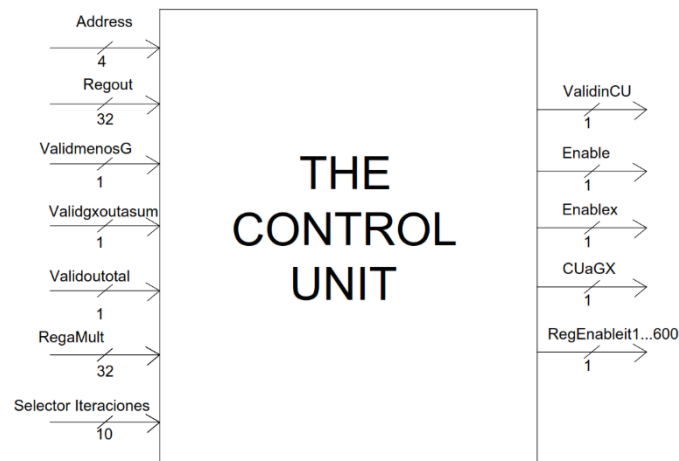 Address
4
Regout
32
ValidmenosG
1
Validgxoutasum
1
Validoutotal
1
RegaMult
32
Selector Iteraciones
10
THE
CONTROL
UNIT
ValidinCU
1
Enable
1
Enablex
1
CUaGX
1
RegEnableit1...600
1